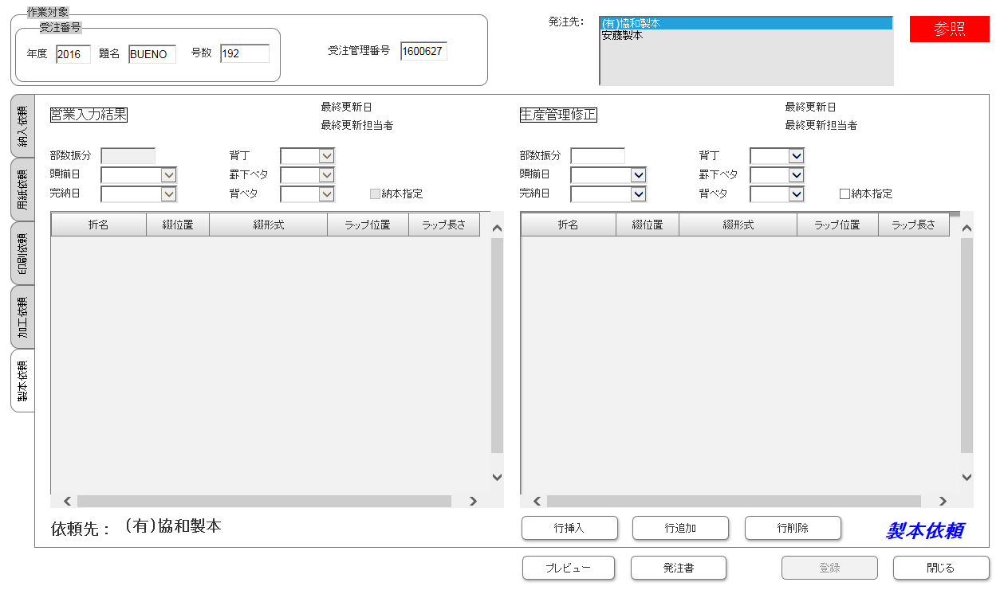 作業対象
受注番号
年度 2016 題名 BUENO 号数 192
受注管理番号 1600627
発注先:
(有)協和製本
安藤製本
参照
納入依頼
用紙依頼
印刷依頼
加工依頼
製本依頼
営業入力結果
最終更新日
最終更新担当者
部数振分 背丁
頭揃日 罫下ベタ
完納日 背ベタ 納本指定
折名 綴位置 綴形式 ラップ位置 ラップ長さ
生産管理修正
最終更新日
最終更新担当者
部数振分 背丁
頭揃日 罫下ベタ
完納日 背ベタ 納本指定
折名 綴位置 綴形式 ラップ位置 ラップ長さ
依頼先: (有)協和製本
行挿入 行追加 行削除 製本依頼
プレビュー 発注書 登録 閉じる